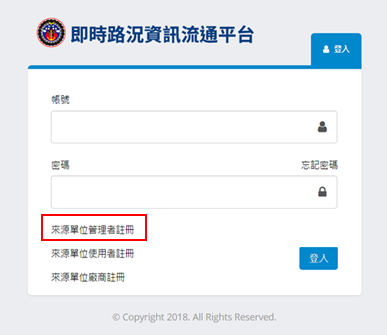 即時路況資訊流通平台
登入
帳號
密碼 忘記密碼
來源單位管理者註冊
來源單位使用者註冊
登入
來源單位廠商註冊
© Copyright 2018. All Rights Reserved.